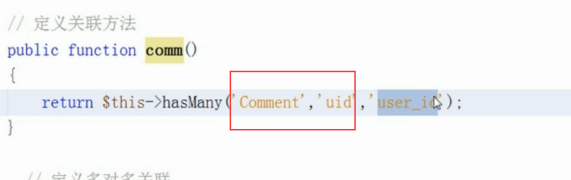 // 定义关联方法
public function comm()
{
return $this->hasMany('Comment','uid','user_id');
}
// 定义多对多关联